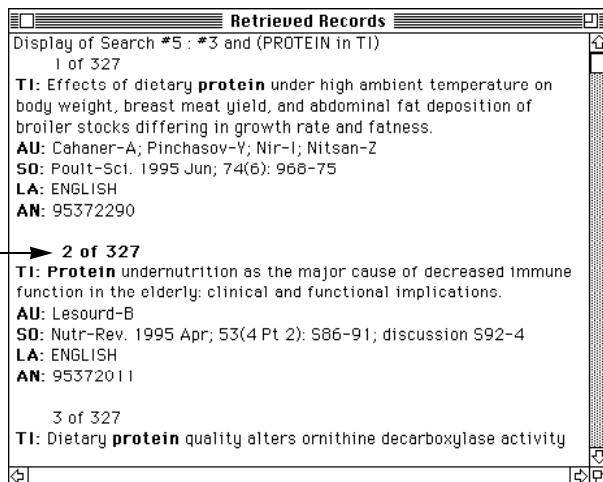 Retrieved Records
Display of Search #5 : #3 and (PROTEIN in TI)
1 of 327
TI: Effects of dietary protein under high ambient temperature on
body weight, breast meat yield, and abdominal fat deposition of
broiler stocks differing in growth rate and fatness.
AU: Cahaner-A; Pinchasov-Y; Nir-I; Nitsan-Z
SO: Poult-Sci. 1995 Jun; 74(6): 968-75
LA: ENGLISH
AN: 95372290
2 of 327
TI: Protein undernutrition as the major cause of decreased immune
function in the elderly: clinical and functional implications.
AU: Lesourd-B
SO: Nutr-Rev. 1995 Apr; 53(4 Pt 2): S86-91; discussion S92-4
LA: ENGLISH
AN: 95372011
3 of 327
TI: Dietary protein quality alters ornithine decarboxylase activity